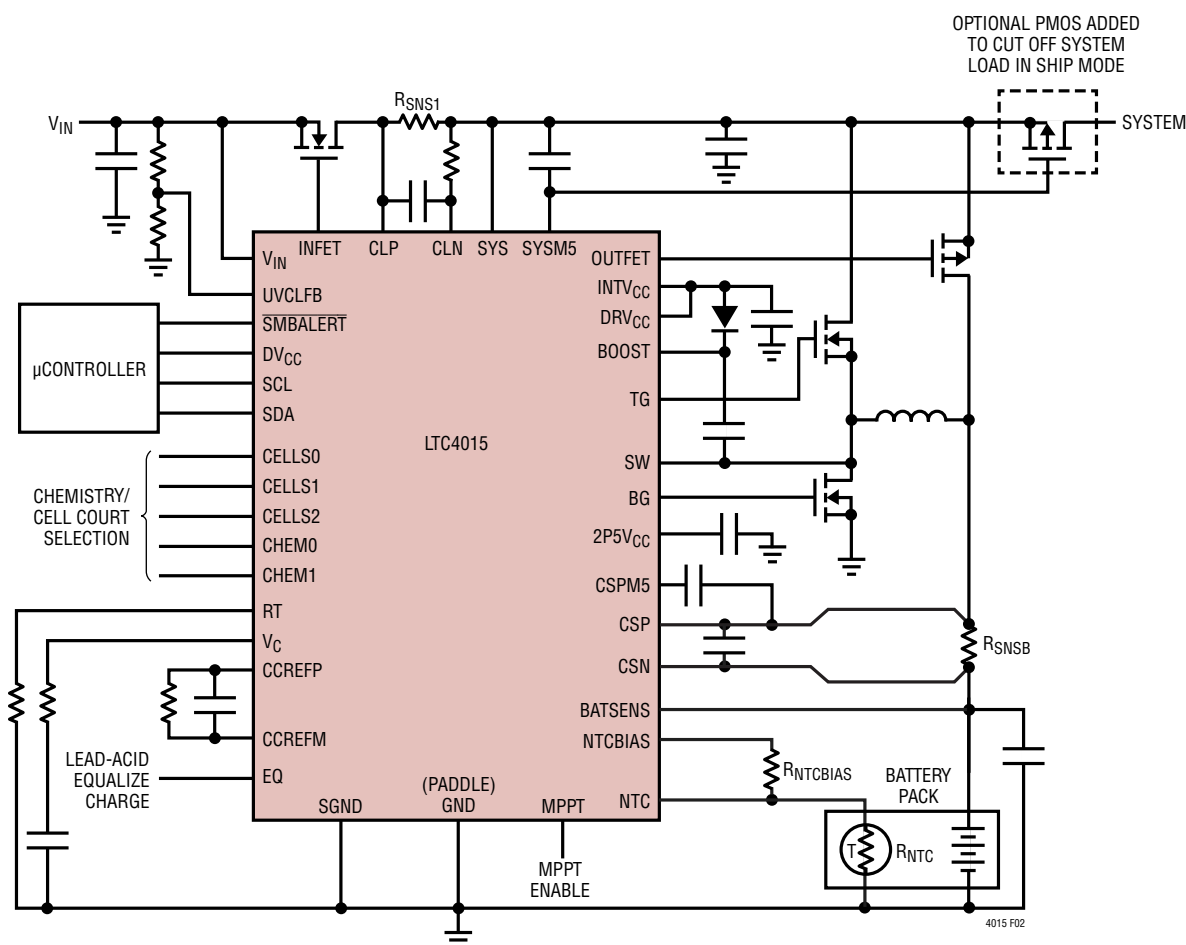 OPTIONAL PMOS ADDED
TO CUT OFF SYSTEM
LOAD IN SHIP MODE
VIN
RSNS1
SYSTEM
INFET
CLP
CLN
SYS
SYSM5
VIN
UVCLFB
SMBALERT
DVCC
SCL
SDA
µCONTROLLER
CELLS0
CELLS1
CELLS2
CHEM0
CHEM1
CHEMISTRY/
CELL COURT
SELECTION
RT
VC
CCREFP
CCREFM
EQ
LEAD-ACID
EQUALIZE
CHARGE
LTC4015
OUTFET
INTVCC
DRVCC
BOOST
TG
SW
BG
2P5VCC
CSPM5
CSP
CSN
BATSENS
NTCBIAS
NTC
RSNSB
RNTCBIAS
BATTERY
PACK
T
RNTC
SGND
(PADDLE)
GND
MPPT
MPPT
ENABLE
4015 F02